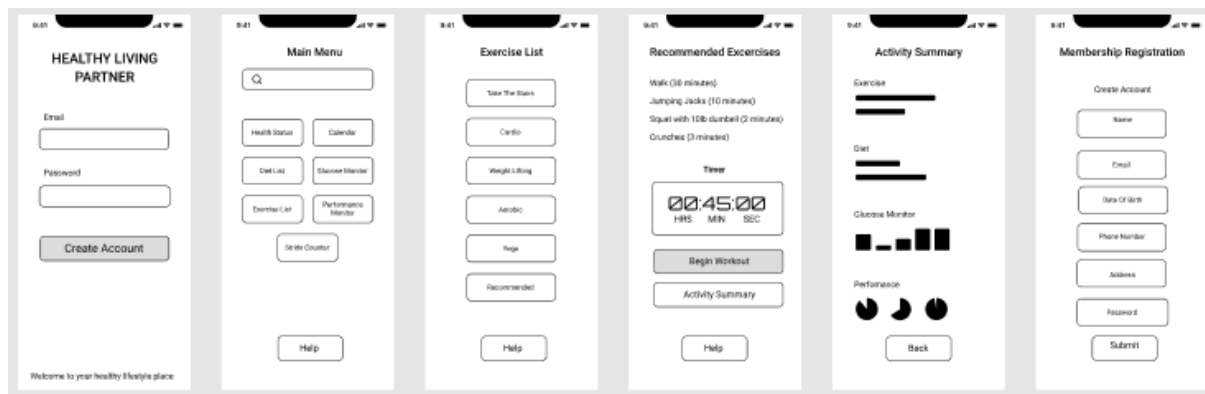 9:41
HEALTHY LIVING
PARTNER
Email
Password
Create Account
Welcome to your healthy lifestyle place
9:41
Main Menu
Health Status
Calendar
Diet List
Glucose Monitor
Exercise List
Performance
Monitor
Stride Counter
Help
9:41
Exercise List
Take The Stairs
Cardio
Weight Lifting
Aerobic
Yoga
Recommended
Help
9:41
Recommended Excercises
Walk (30 minutes)
Jumping Jacks (10 minutes)
Squat with 10lb dumbell (2 minutes)
Crunches (3 minutes)
Timer
00:45:00
HRS MIN SEC
Begin Workout
Activity Summary
Help
9:41
Activity Summary
Exercise
Diet
Glucose Monitor
Perfomance
Back
9:41
Membership Registration
Create Account
Name
Email
Data Of Birth
Phone Number
Address
Password
Submit